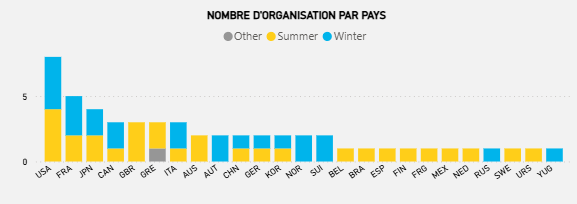 NOMBRE D'ORGANISATION PAR PAYS
Other Summer Winter
5
0
USA FRA JPN CAN GBR GRE ITA AUS AUT CHN GER KOR NOR SUI BEL BRA ESP FIN FRG MEX NED RUS SWE URS YUG